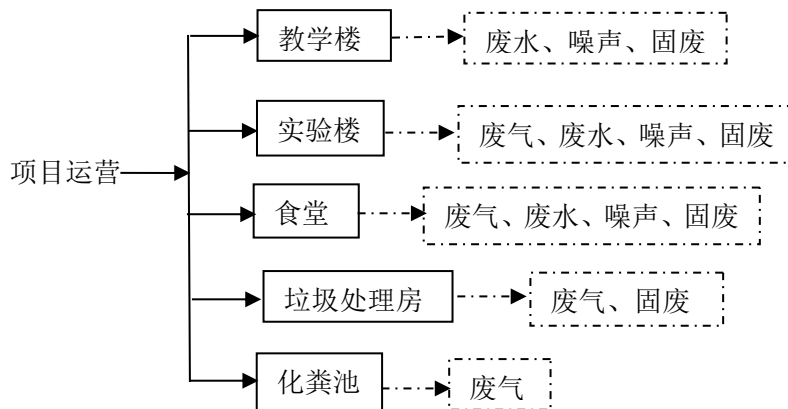 教学楼
废水、噪声、固废
实验楼
废气、废水、噪声、固废
项目运营
食堂
废气、废水、噪声、固废
垃圾处理房
废气、固废
化粪池
废气